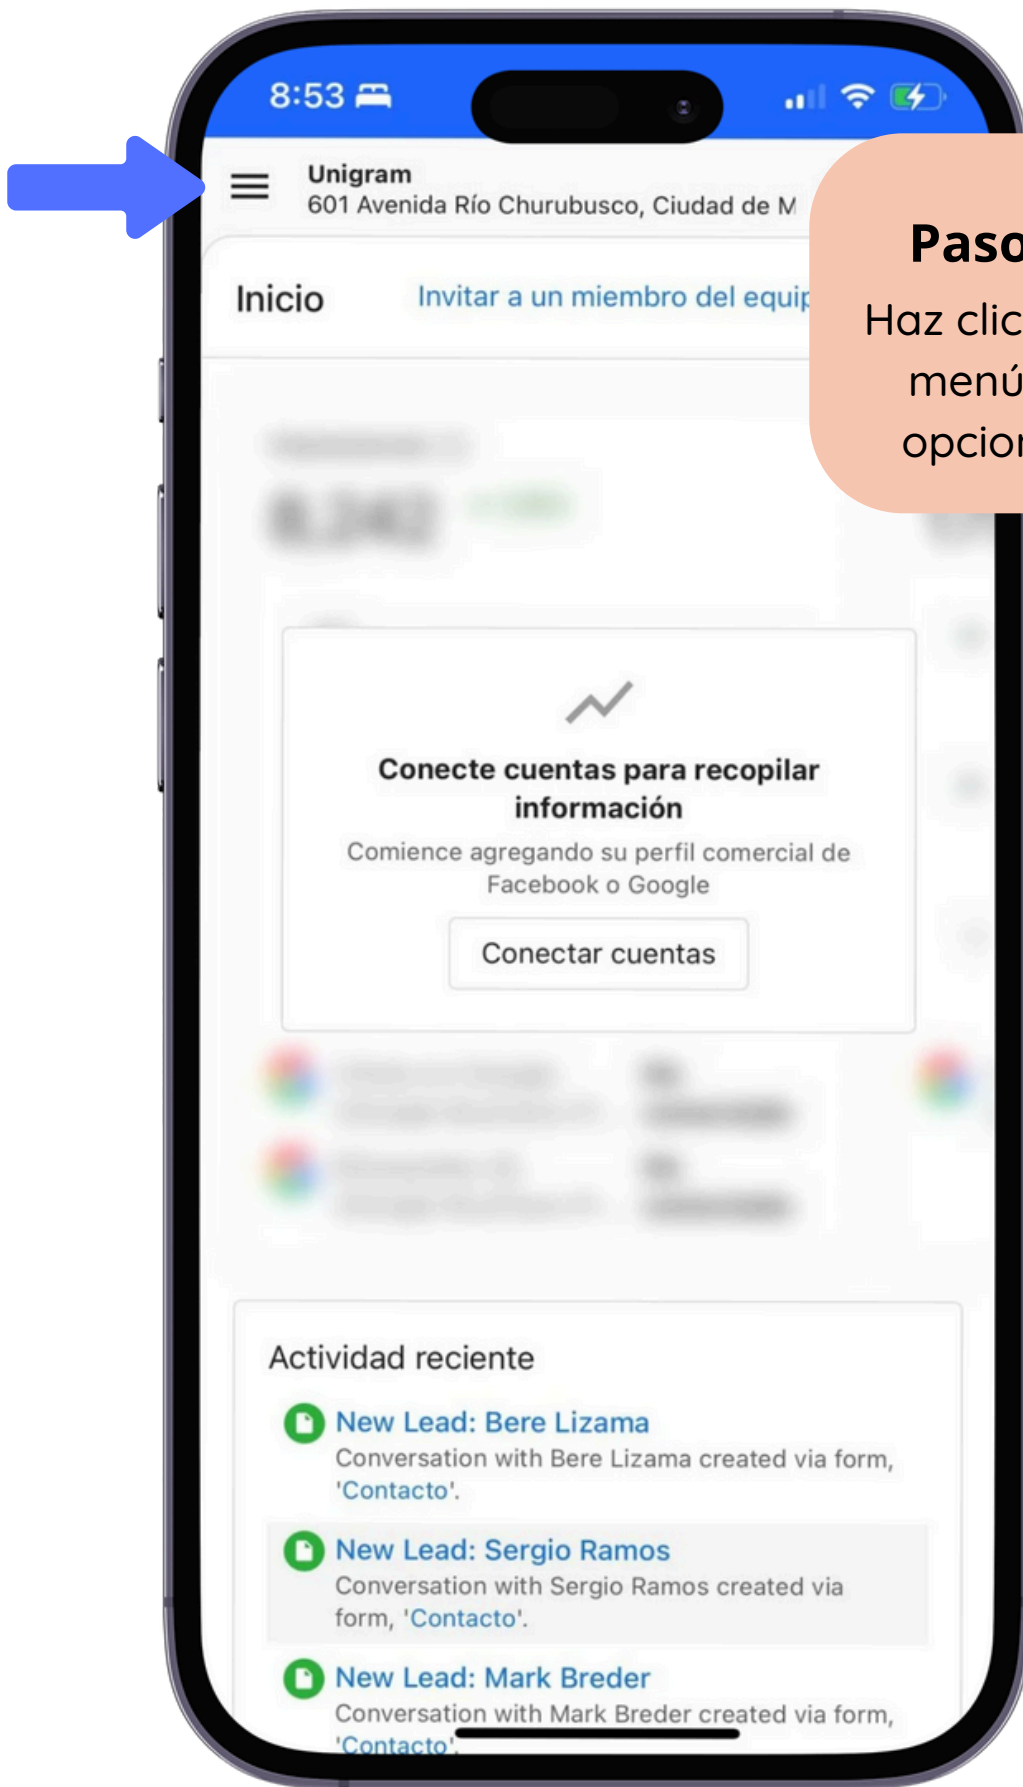 8:53
Unigram
601 Avenida Río Churubusco, Ciudad de M
Paso
Haz clic
menú
opcion
Inicio
Invitar a un miembro del equip
8,242
Conecte cuentas para recopilar
información
Comience agregando su perfil comercial de
Facebook o Google
Conectar cuentas
Actividad reciente
New Lead: Bere Lizama
Conversation with Bere Lizama created via form,
'Contacto'.
New Lead: Sergio Ramos
Conversation with Sergio Ramos created via
form, 'Contacto'.
New Lead: Mark Breder
Conversation with Mark Breder created via form,
'Contacto'.